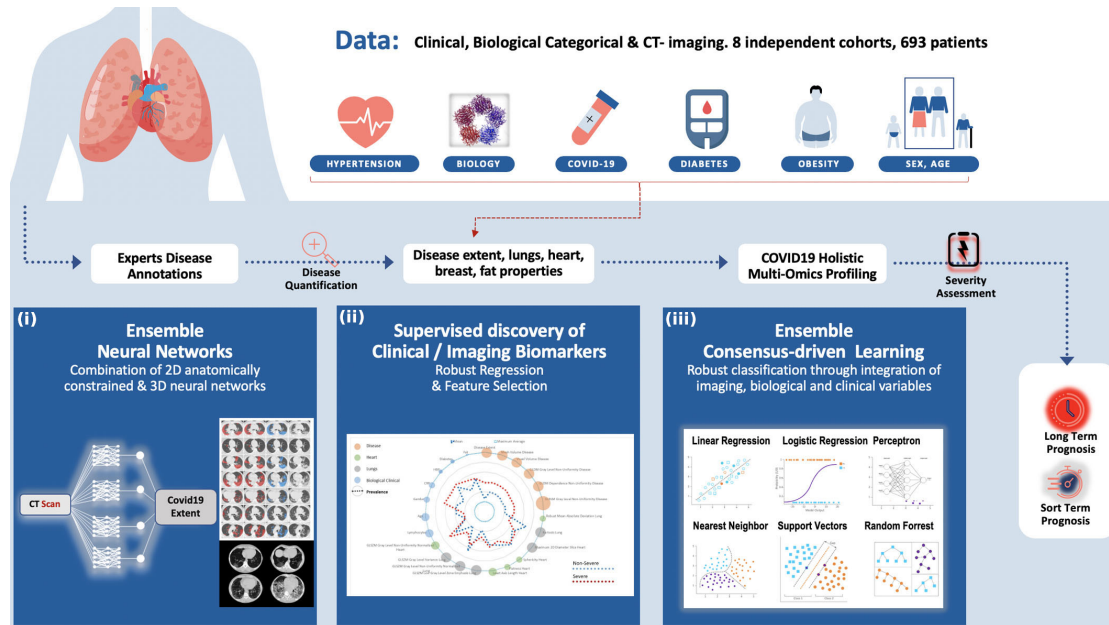 Data: Clinical, Biological Categorical & CT- imaging. 8 independent cohorts, 693 patients
HYPERTENSION
BIOLOGY
COVID-19
DIABETES
OBESITY
SEX, AGE
Experts Disease
Annotations
Disease
Quantification
Disease extent, lungs, heart,
breast, fat properties
COVID19 Holistic
Multi-Omics Profiling
Severity
Assessment
(i)
Ensemble
Neural Networks
Combination of 2D anatomically
constrained & 3D neural networks
CT Scan
Covid19
Extent
(ii)
Supervised discovery of
Clinical / Imaging Biomarkers
Robust Regression
& Feature Selection
Disease
Heart
Lungs
Biological Clinical
Prevalence
Non-Severe
Severe
(iii)
Ensemble
Consensus-driven Learning
Robust classification through integration of
imaging, biological and clinical variables
Linear Regression
Logistic Regression
Perceptron
Nearest Neighbor
Support Vectors
Random Forrest
Long Term
Prognosis
Sort Term
Prognosis